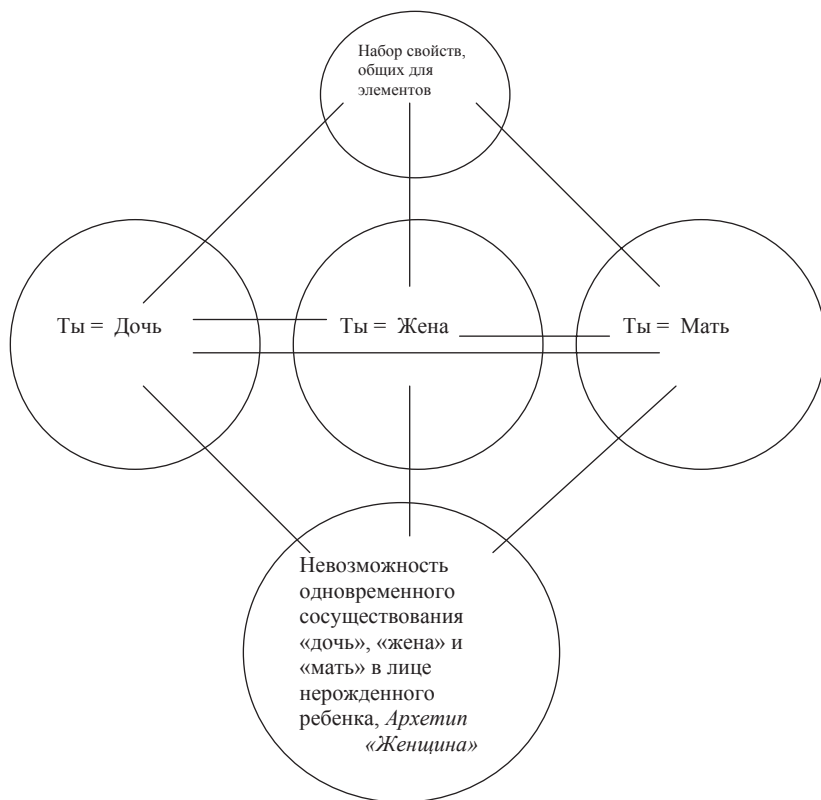 Набор свойств,
общих для
элементов
Ты = Дочь
Ты = Жена
Ты = Мать
Невозможность
одновременного
сосуществования
«дочь», «жена» и
«мать» в лице
нерожденного
ребенка, Архетип
«Женщина»